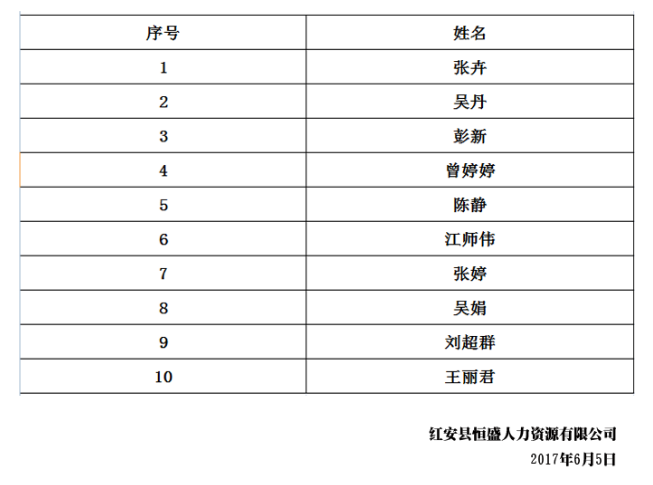 序号 姓名
1 张卉
2 吴丹
3 彭新
4 曾婷婷
5 陈静
6 江师伟
7 张婷
8 吴娟
9 刘超群
10 王丽君
红安县恒盛人力资源有限公司
2017年6月5日